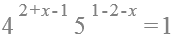 4^{2+x-1} 5^{1-2-x} =1